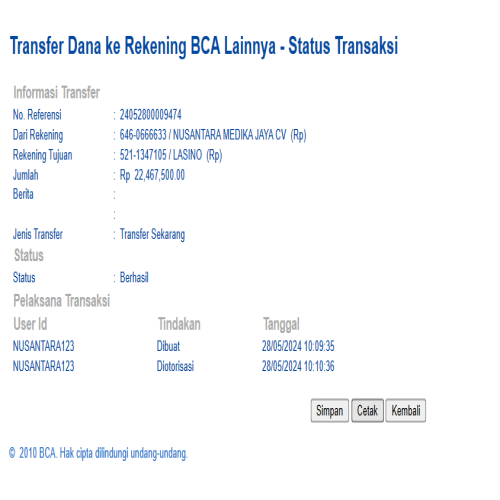 Transfer Dana ke Rekening BCA Lainnya - Status Transaksi
Informasi Transfer
No. Referensi : 24052800009474
Dari Rekening : 646-0666633 / NUSANTARA MEDIKA JAYA CV (Rp)
Rekening Tujuan : 521-1347105 / LASINO (Rp)
Jumlah : Rp 22,467,500.00
Berita :
:
Jenis Transfer : Transfer Sekarang
Status
Status : Berhasil
Pelaksana Transaksi
User Id Tindakan Tanggal
NUSANTARA123 Dibuat 28/05/2024 10:09:35
NUSANTARA123 Diotorisasi 28/05/2024 10:10:36
Simpan Cetak Kembali
© 2010 BCA. Hak cipta dilindungi undang-undang.